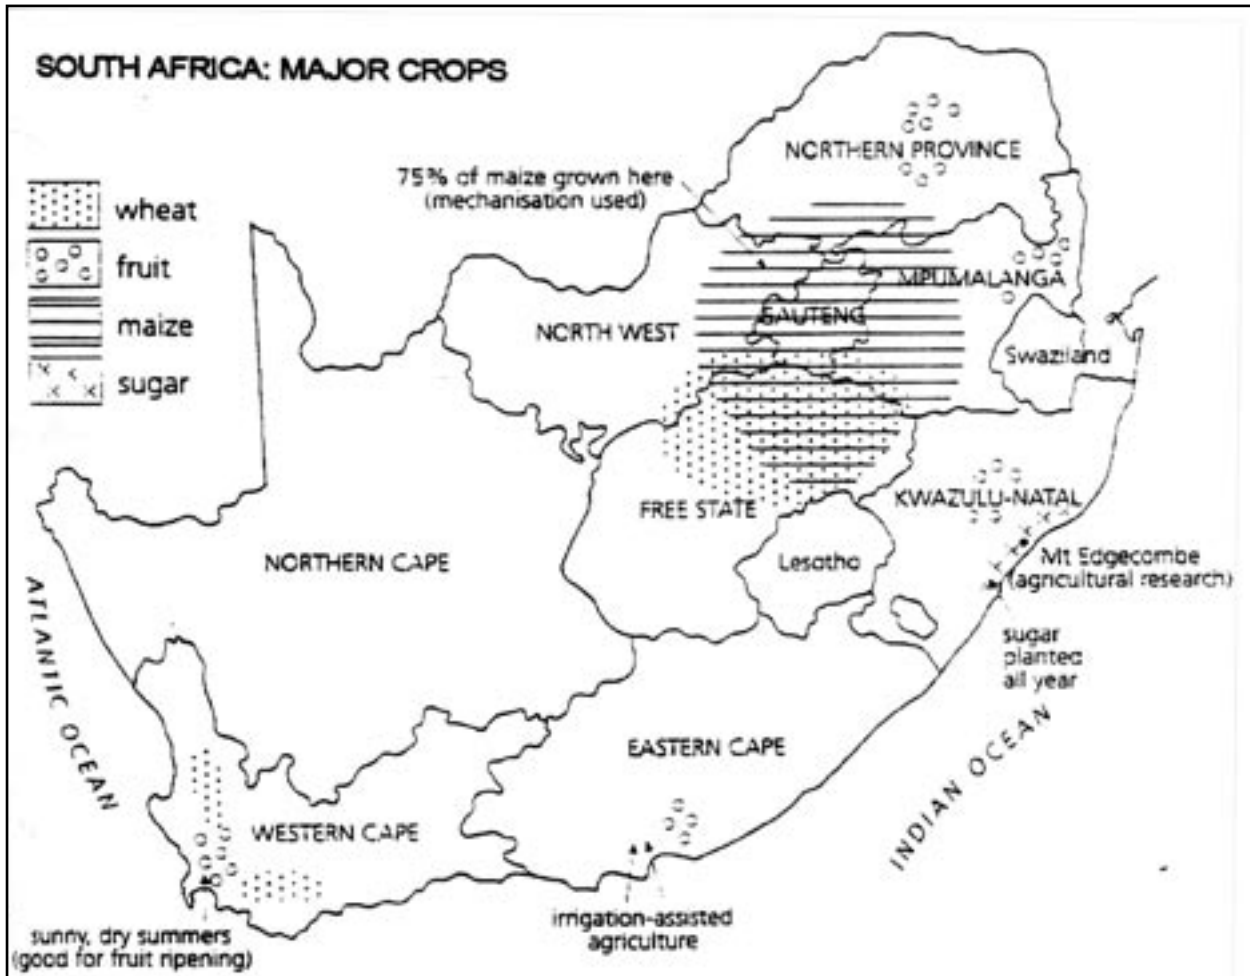 SOUTH AFRICA: MAJOR CROPS
wheat
fruit
maize
sugar
NORTHERN PROVINCE
75% of maize grown here
(mechanisation used)
MPUMALANGA
GAUTENG
NORTH WEST
Swaziland
KWAZULU-NATAL
FREE STATE
Lesotho
Mt Edgecombe
(agricultural research)
NORTHERN CAPE
sugar
planted
all year
ATLANTIC OCEAN
EASTERN CAPE
INDIAN OCEAN
WESTERN CAPE
irrigation-assisted
agriculture
sunny, dry summers
(good for fruit ripening)